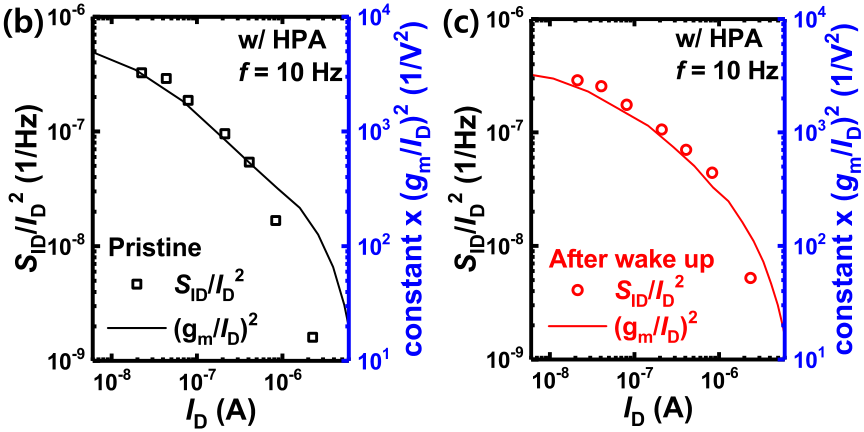 (b)
w/ HPA
f = 10 Hz
Pristine
S_ID/I_D^2
(g_m/I_D)^2
S_ID/I_D^2 (1/Hz)
10^-6
10^-7
10^-8
10^-9
constant x (g_m/I_D)^2 (1/V^2)
10^4
10^3
10^2
10^1
10^-8 10^-7 10^-6
I_D (A)
(c)
w/ HPA
f = 10 Hz
After wake up
S_ID/I_D^2
(g_m/I_D)^2
S_ID/I_D^2 (1/Hz)
10^-6
10^-7
10^-8
10^-9
constant x (g_m/I_D)^2 (1/V^2)
10^4
10^3
10^2
10^1
10^-8 10^-7 10^-6
I_D (A)